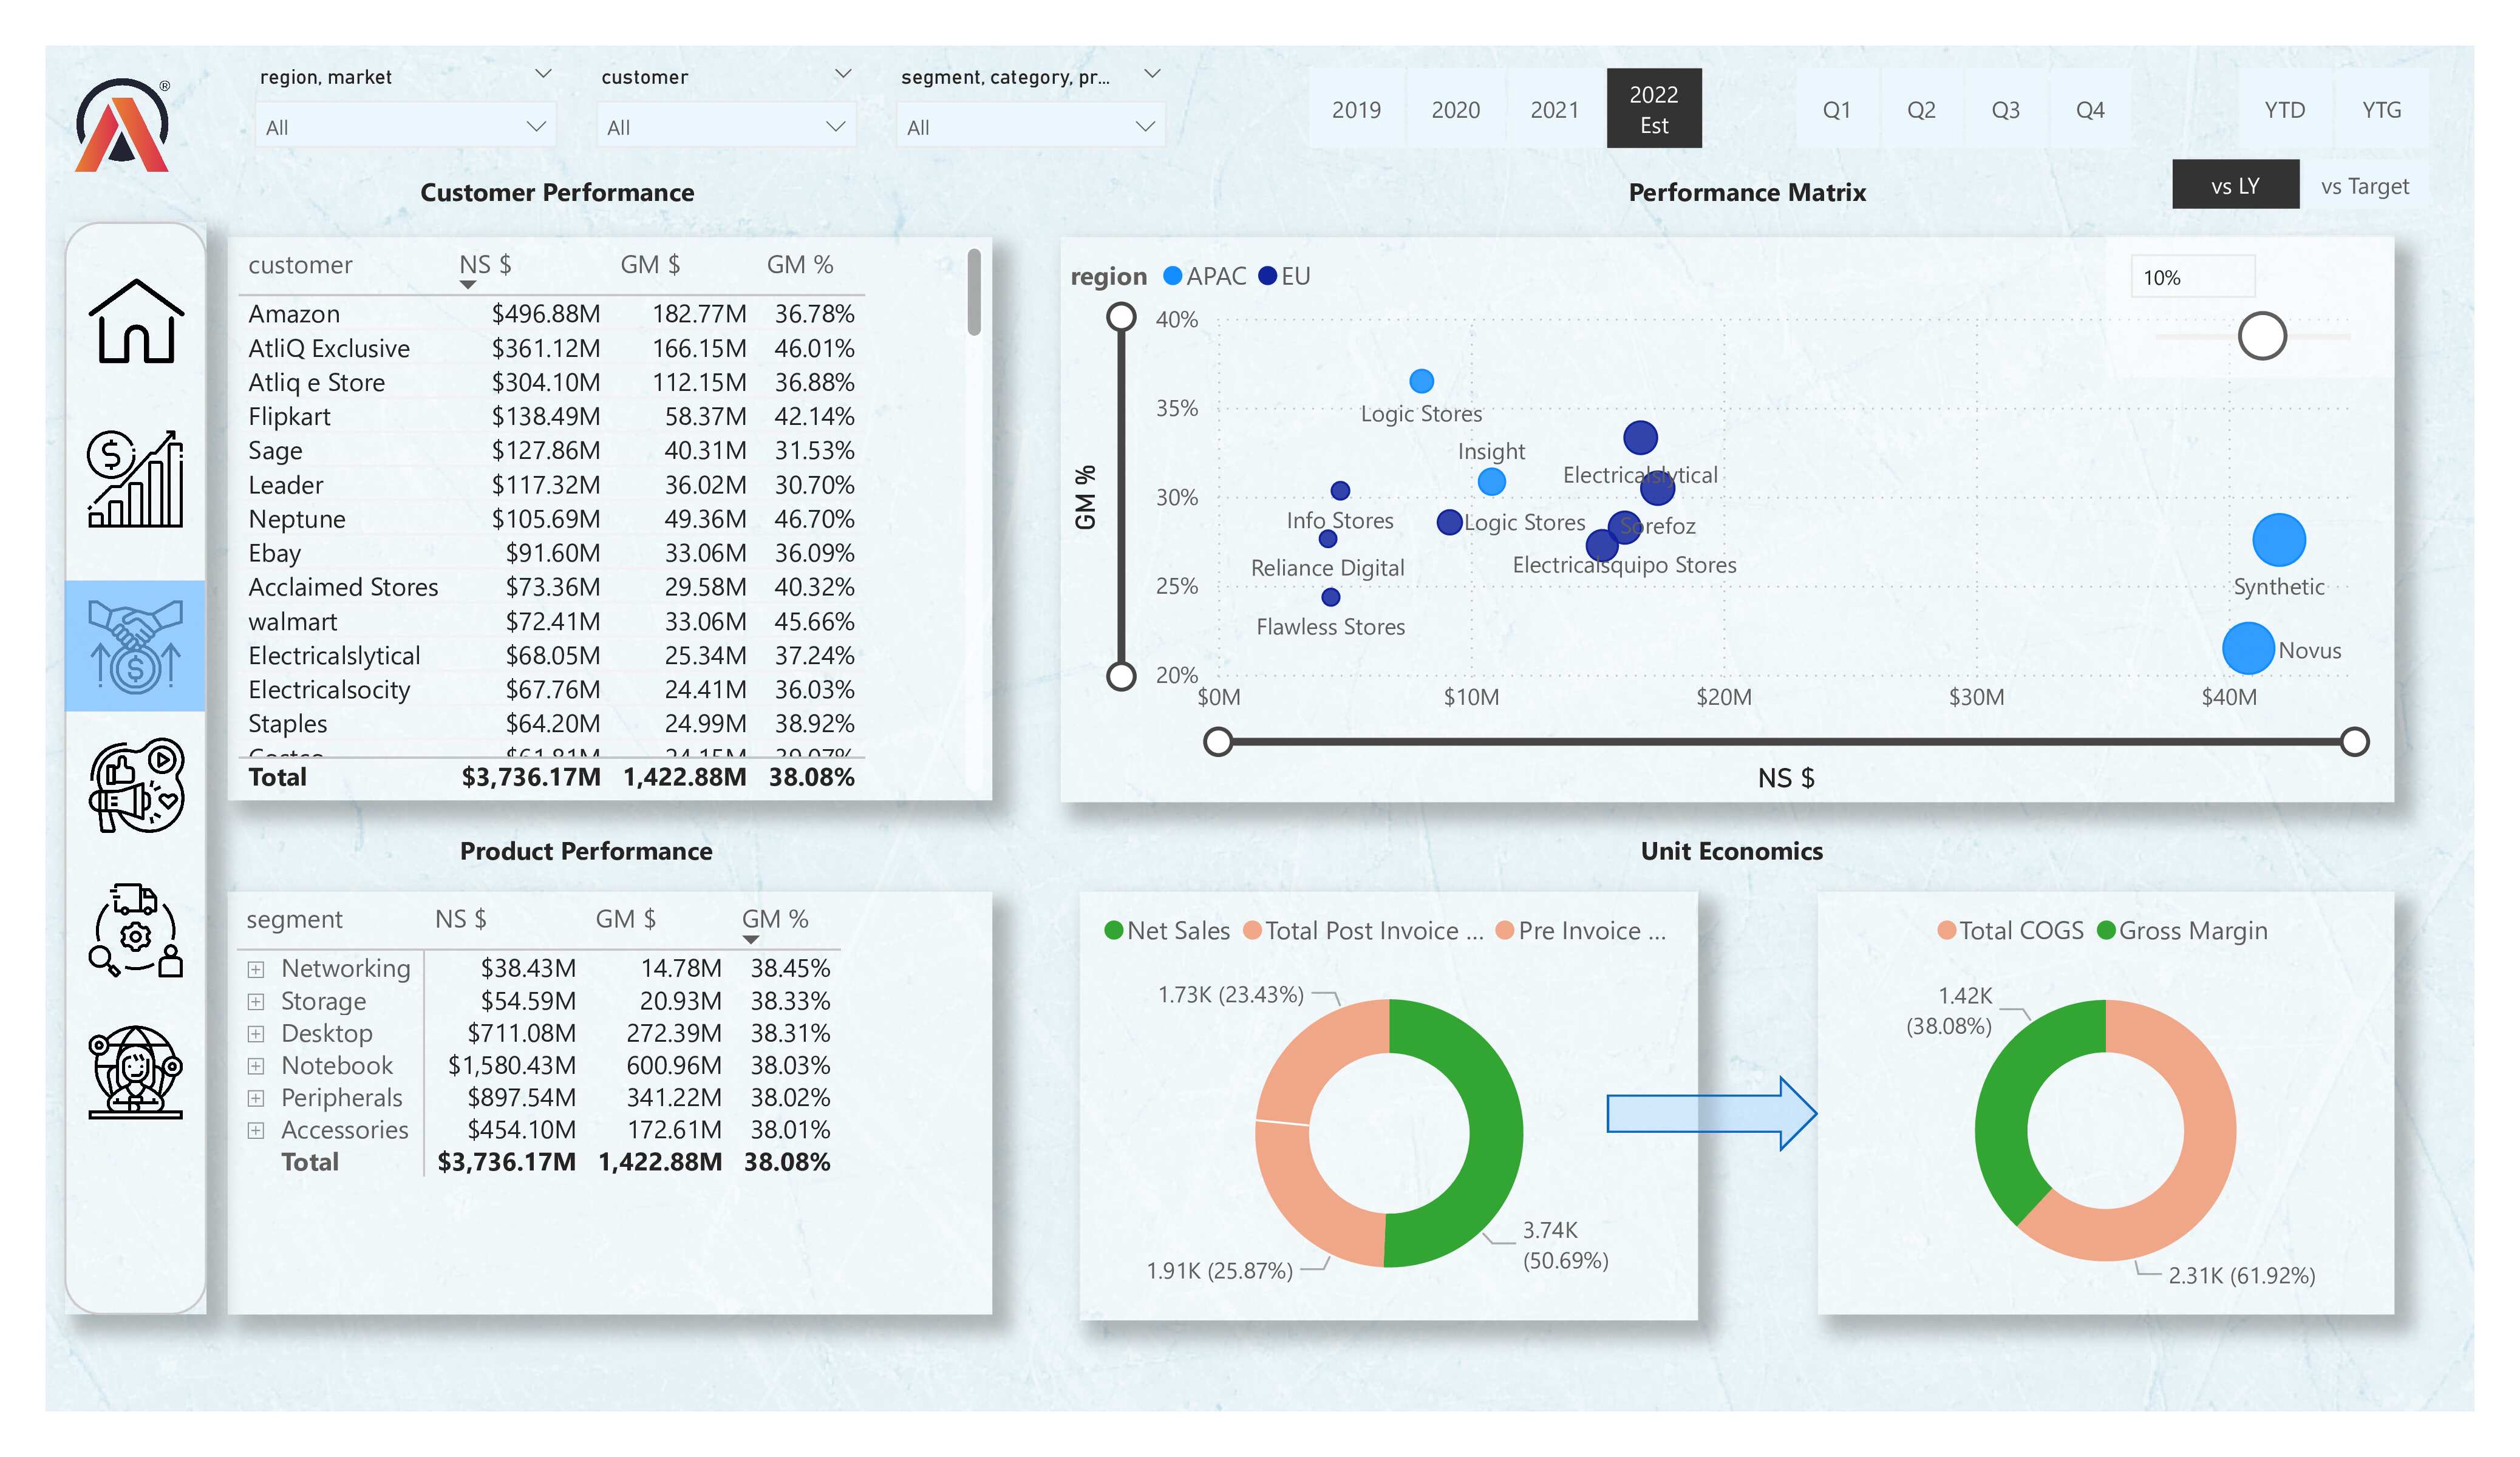 ®
region, market
All
customer
All
segment, category, pr...
All
2019
2020
2021
2022
Est
Q1
Q2
Q3
Q4
YTD
YTG
vs LY
vs Target
Customer Performance
customer NS $ GM $ GM %
Amazon $496.88M 182.77M 36.78%
AtliQ Exclusive $361.12M 166.15M 46.01%
Atliq e Store $304.10M 112.15M 36.88%
Flipkart $138.49M 58.37M 42.14%
Sage $127.86M 40.31M 31.53%
Leader $117.32M 36.02M 30.70%
Neptune $105.69M 49.36M 46.70%
Ebay $91.60M 33.06M 36.09%
Acclaimed Stores $73.36M 29.58M 40.32%
walmart $72.41M 33.06M 45.66%
Electricalslytical $68.05M 25.34M 37.24%
Electricalsocity $67.76M 24.41M 36.03%
Staples $64.20M 24.99M 38.92%
Total $3,736.17M 1,422.88M 38.08%
Performance Matrix
region APAC EU
10%
GM %
40%
35%
30%
25%
20%
Logic Stores
Insight
Electricalslytical
Info Stores
Logic Stores
Sorefoz
Reliance Digital
Electricalsquipo Stores
Synthetic
Flawless Stores
Novus
$0M $10M $20M $30M $40M
NS $
Product Performance
segment NS $ GM $ GM %
Networking $38.43M 14.78M 38.45%
Storage $54.59M 20.93M 38.33%
Desktop $711.08M 272.39M 38.31%
Notebook $1,580.43M 600.96M 38.03%
Peripherals $897.54M 341.22M 38.02%
Accessories $454.10M 172.61M 38.01%
Total $3,736.17M 1,422.88M 38.08%
Unit Economics
Net Sales Total Post Invoice ... Pre Invoice ...
1.73K (23.43%)
3.74K
(50.69%)
1.91K (25.87%)
Total COGS Gross Margin
1.42K
(38.08%)
2.31K (61.92%)